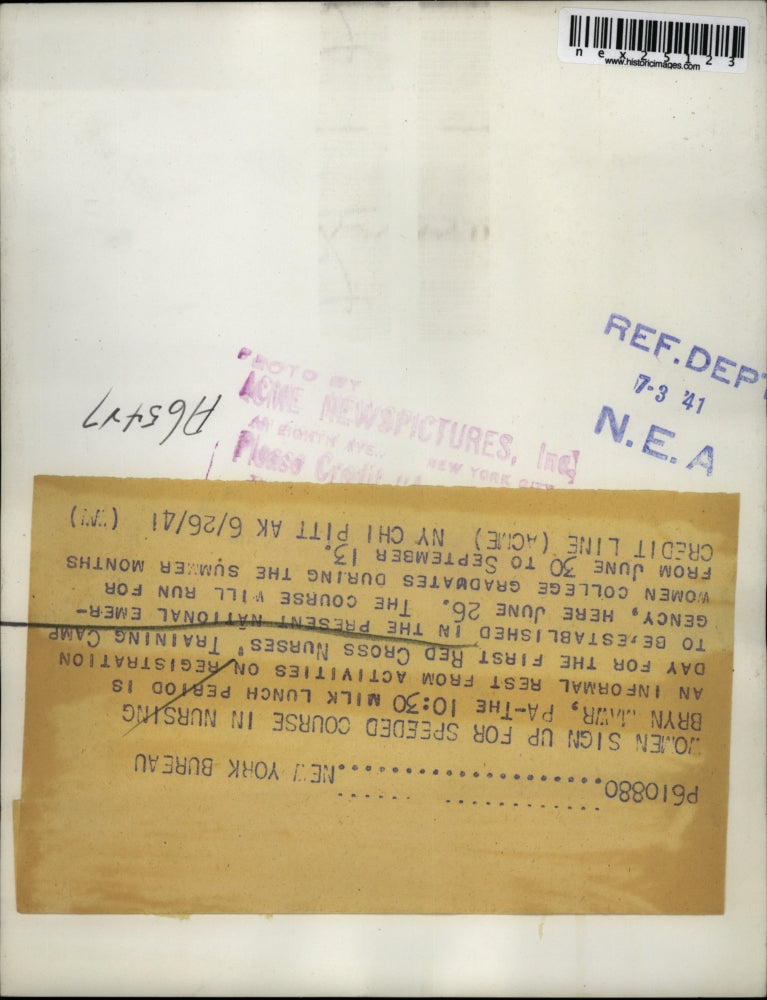 nex25123
www.historicimages.com
REF. DEPT
7-3 '41
N.E.A
PHOTO BY
ACME NEWSPICTURES, Inc.
EIGHTH AVE., NEW YORK CITY
Please Credit
P610880.......................NEW YORK BUREAU
WOMEN SIGN UP FOR SPEEDED COURSE IN NURSING
BRYN MAWR, PA-THE 10:30 MILK LUNCH PERIOD IS
AN INFORMAL REST FROM ACTIVITIES ON REGISTRATION
DAY FOR THE FIRST RED CROSS NURSES' TRAINING CAMP
TO BE ESTABLISHED IN THE PRESENT NATIONAL EMER-
GENCY, HERE, JUNE 26. THE COURSE WILL RUN FOR
WOMEN COLLEGE GRADUATES DURING THE SUMMER MONTHS
FROM JUNE 30 TO SEPTEMBER 13.
CREDIT LINE (ACME) NY CHI PITT AK 6/26/41